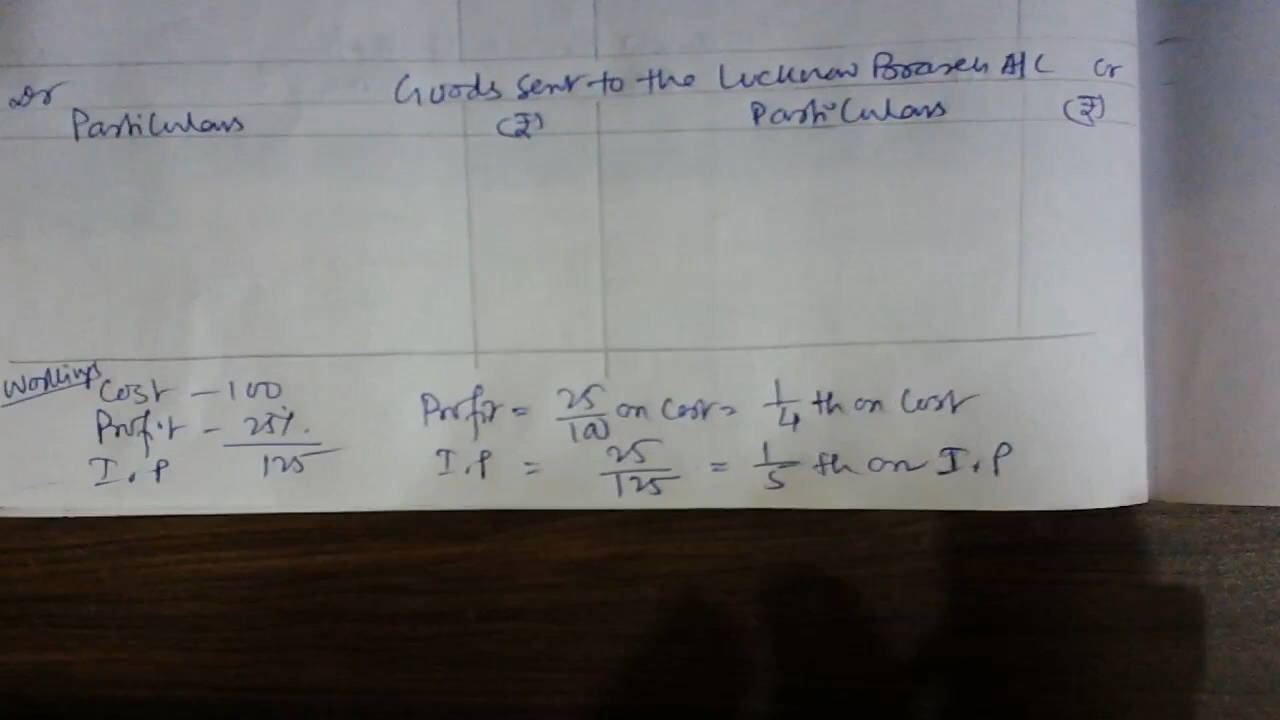 Dr Goods Sent to the Lucknow Branch A/C Cr
Particulars (₹) Particulars (₹)
Workings
Cost - 100 Profit = 25/100 on Cost = 1/4 th on Cost
Profit - 25%. I.P = 25/125 = 1/5 th on I.P
I.P 125